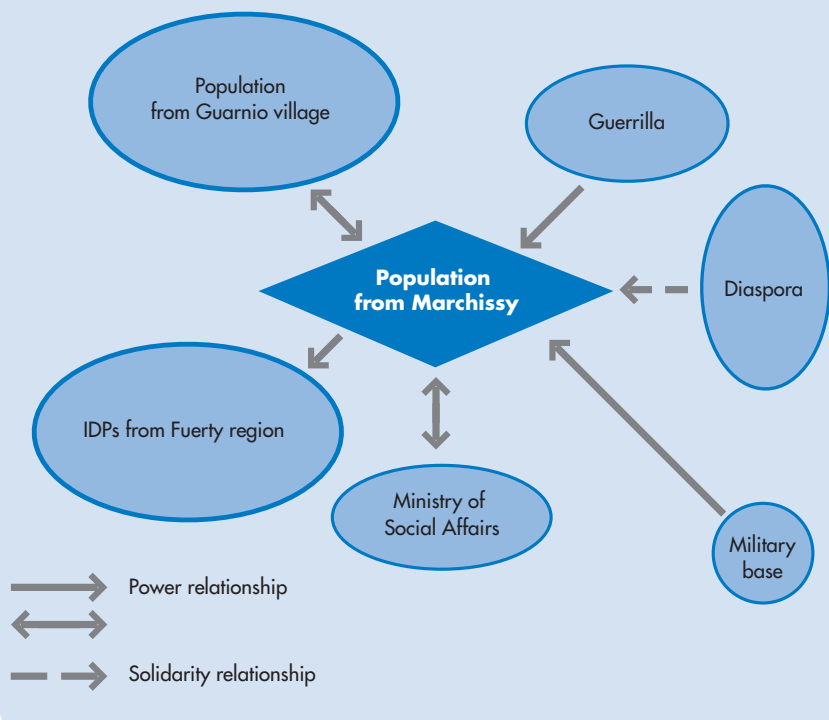 Population
from Guarnio village
Guerrilla
Population
from Marchissy
Diaspora
IDPs from Fuerty region
Ministry of
Social Affairs
Military
base
Power relationship
Solidarity relationship